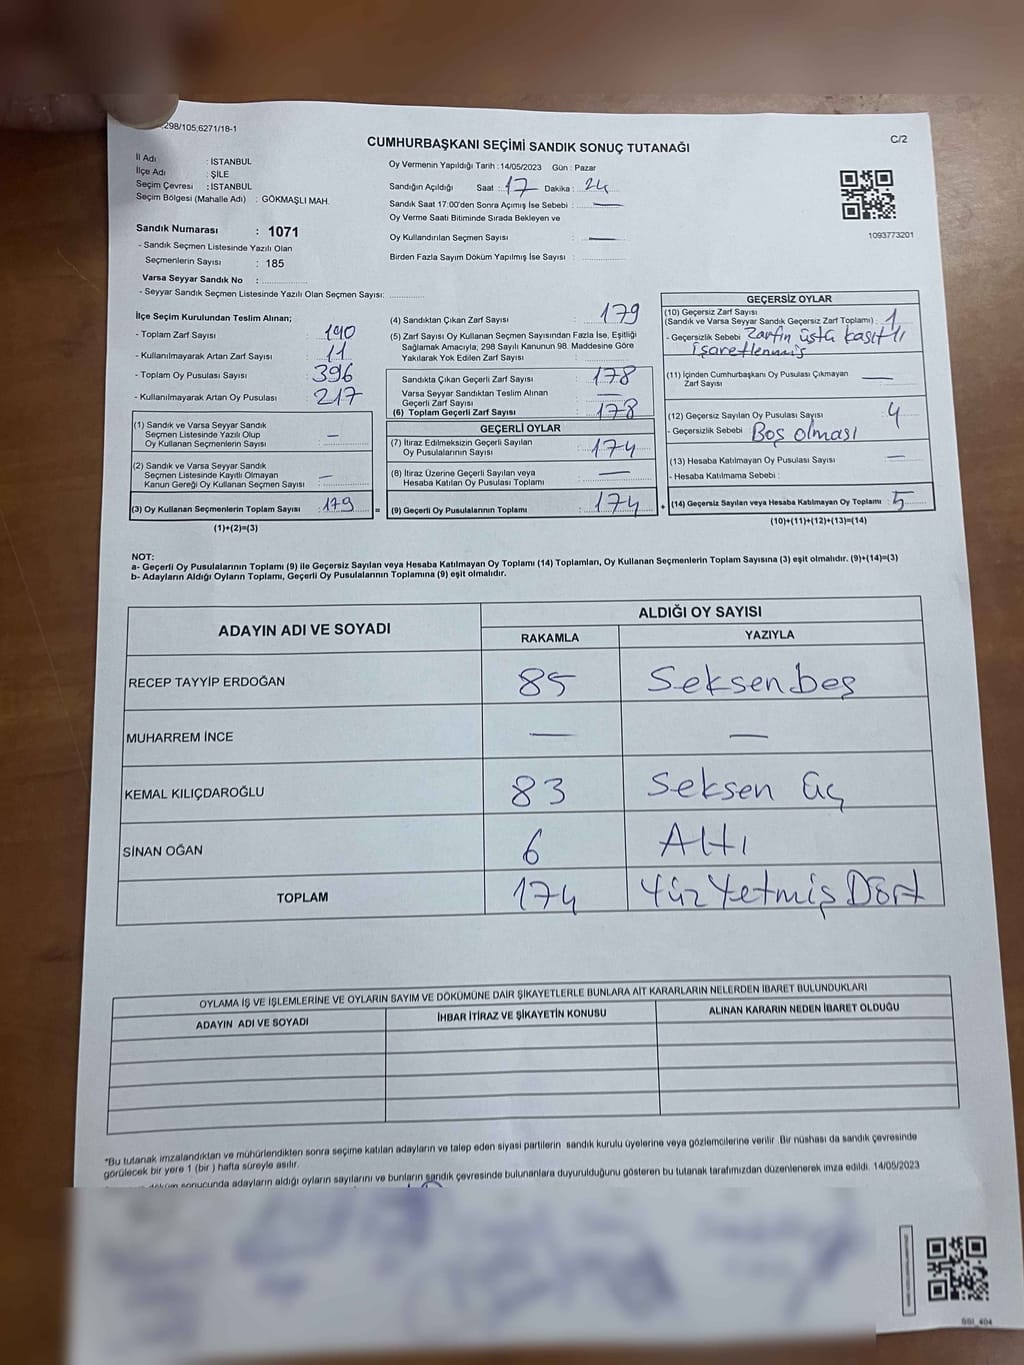 298/105,6271/18-1
C/2
CUMHURBAŞKANI SEÇİMİ SANDIK SONUÇ TUTANAĞI
İl Adı : İSTANBUL
İlçe Adı : ŞİLE
Seçim Çevresi : İSTANBUL
Seçim Bölgesi (Mahalle Adı) : GÖKMAŞLI MAH.
Sandık Numarası : 1071
- Sandık Seçmen Listesinde Yazılı Olan
Seçmenlerin Sayısı : 185
Varsa Seyyar Sandık No :
- Seyyar Sandık Seçmen Listesinde Yazılı Olan Seçmen Sayısı:
Oy Vermenin Yapıldığı Tarih : 14/05/2023 Gün : Pazar
Sandığın Açıldığı Saat : 17 Dakika : 24
Sandık Saat 17:00'den Sonra Açımış İse Sebebi : —
Oy Verme Saati Bitiminde Sırada Bekleyen ve
Oy Kullandırılan Seçmen Sayısı : —
Birden Fazla Sayım Döküm Yapılmış İse Sayısı :
1093773201
İlçe Seçim Kurulundan Teslim Alınan;
- Toplam Zarf Sayısı : 190
- Kullanılmayarak Artan Zarf Sayısı : 11
- Toplam Oy Pusulası Sayısı : 396
- Kullanılmayarak Artan Oy Pusulası : 217
(1) Sandık ve Varsa Seyyar Sandık
Seçmen Listesinde Yazılı Olup
Oy Kullanan Seçmenlerin Sayısı : —
(2) Sandık ve Varsa Seyyar Sandık
Seçmen Listesinde Kayıtlı Olmayan
Kanun Gereği Oy Kullanan Seçmen Sayısı : —
(3) Oy Kullanan Seçmenlerin Toplam Sayısı : 179 =
(1)+(2)=(3)
(4) Sandıktan Çıkan Zarf Sayısı : 179
(5) Zarf Sayısı Oy Kullanan Seçmen Sayısından Fazla İse, Eşitliği
Sağlamak Amacıyla, 298 Sayılı Kanunun 98. Maddesine Göre
Yakılarak Yok Edilen Zarf Sayısı :
Sandıkta Çıkan Geçerli Zarf Sayısı : 178
Varsa Seyyar Sandıktan Teslim Alınan
Geçerli Zarf Sayısı : —
(6) Toplam Geçerli Zarf Sayısı : 178
GEÇERLİ OYLAR
(7) İtiraz Edilmeksizin Geçerli Sayılan
Oy Pusulalarının Sayısı : 174
(8) İtiraz Üzerine Geçerli Sayılan veya
Hesaba Katılan Oy Pusulası Toplamı : —
(9) Geçerli Oy Pusulalarının Toplamı : 174 +
GEÇERSİZ OYLAR
(10) Geçersiz Zarf Sayısı
(Sandık ve Varsa Seyyar Sandık Geçersiz Zarf Toplamı) : 1
- Geçersizlik Sebebi : Zarfın üstü kasıtlı
işaretlenmiş
(11) İçinden Cumhurbaşkanı Oy Pusulası Çıkmayan
Zarf Sayısı : —
(12) Geçersiz Sayılan Oy Pusulası Sayısı : 4
- Geçersizlik Sebebi : Boş olması
(13) Hesaba Katılmayan Oy Pusulası Sayısı : —
- Hesaba Katılmama Sebebi :
(14) Geçersiz Sayılan veya Hesaba Katılmayan Oy Toplamı : 5
(10)+(11)+(12)+(13)=(14)
NOT:
a- Geçerli Oy Pusulalarının Toplamı (9) ile Geçersiz Sayılan veya Hesaba Katılmayan Oy Toplamı (14) Toplamları, Oy Kullanan Seçmenlerin Toplam Sayısına (3) eşit olmalıdır. (9)+(14)=(3)
b- Adayların Aldığı Oyların Toplamı, Geçerli Oy Pusulalarının Toplamına (9) eşit olmalıdır.
ADAYIN ADI VE SOYADI
ALDIĞI OY SAYISI
RAKAMLA YAZIYLA
RECEP TAYYİP ERDOĞAN 85 Seksen beş
MUHARREM İNCE — —
KEMAL KILIÇDAROĞLU 83 Seksen üç
SİNAN OĞAN 6 Altı
TOPLAM 174 Yüz Yetmiş Dört
OYLAMA İŞ VE İŞLEMLERİNE VE OYLARIN SAYIM VE DÖKÜMÜNE DAİR ŞİKAYETLERLE BUNLARA AİT KARARLARIN NELERDEN İBARET BULUNDUKLARI
ADAYIN ADI VE SOYADI İHBAR İTİRAZ VE ŞİKAYETİN KONUSU ALINAN KARARIN NEDEN İBARET OLDUĞU
*Bu tutanak imzalandıktan ve mühürlendikten sonra seçime katılan adayların ve talep eden siyasi partilerin sandık kurulu üyelerine veya gözlemcilerine verilir .Bir nüshası da sandık çevresinde
görülecek bir yere 1 (bir ) hafta süreyle asılır.
döküm sonucunda adayların aldığı oyların sayılarını ve bunların sandık çevresinde bulunanlara duyurulduğunu gösteren bu tutanak tarafımızdan düzenlenerek imza edildi. 14/05/2023